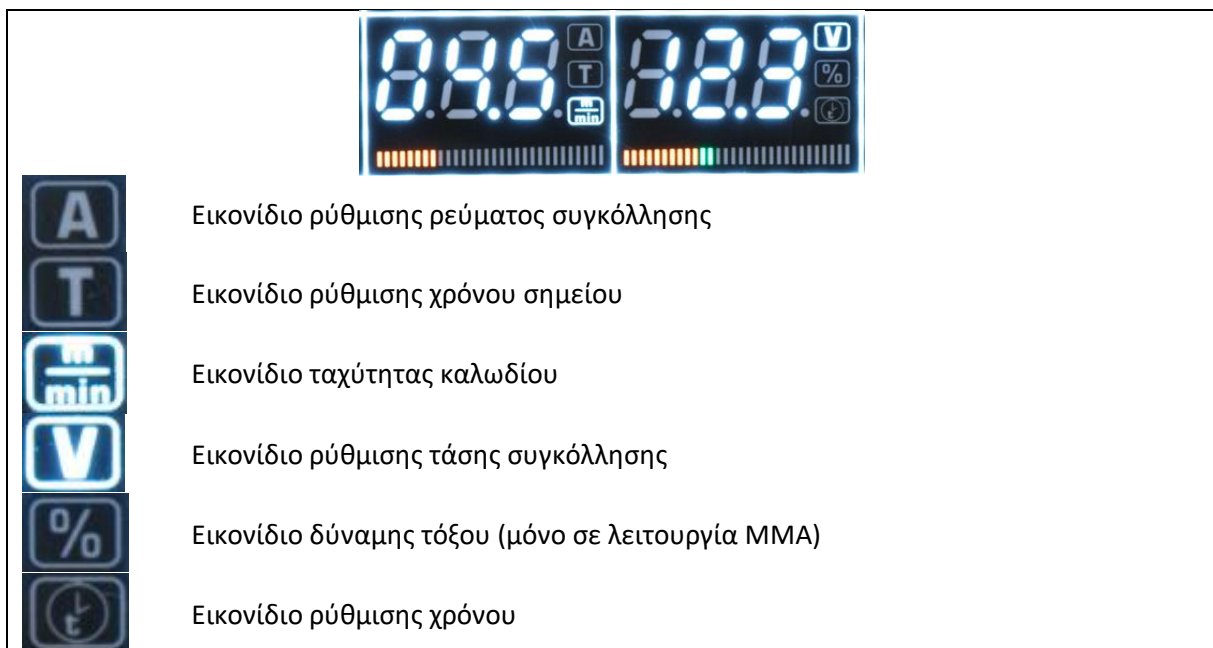 04.5 A T m/min 12.3 V % t
A Εικονίδιο ρύθμισης ρεύματος συγκόλλησης
T Εικονίδιο ρύθμισης χρόνου σημείου
m/min Εικονίδιο ταχύτητας καλωδίου
V Εικονίδιο ρύθμισης τάσης συγκόλλησης
% Εικονίδιο δύναμης τόξου (μόνο σε λειτουργία MMA)
t Εικονίδιο ρύθμισης χρόνου